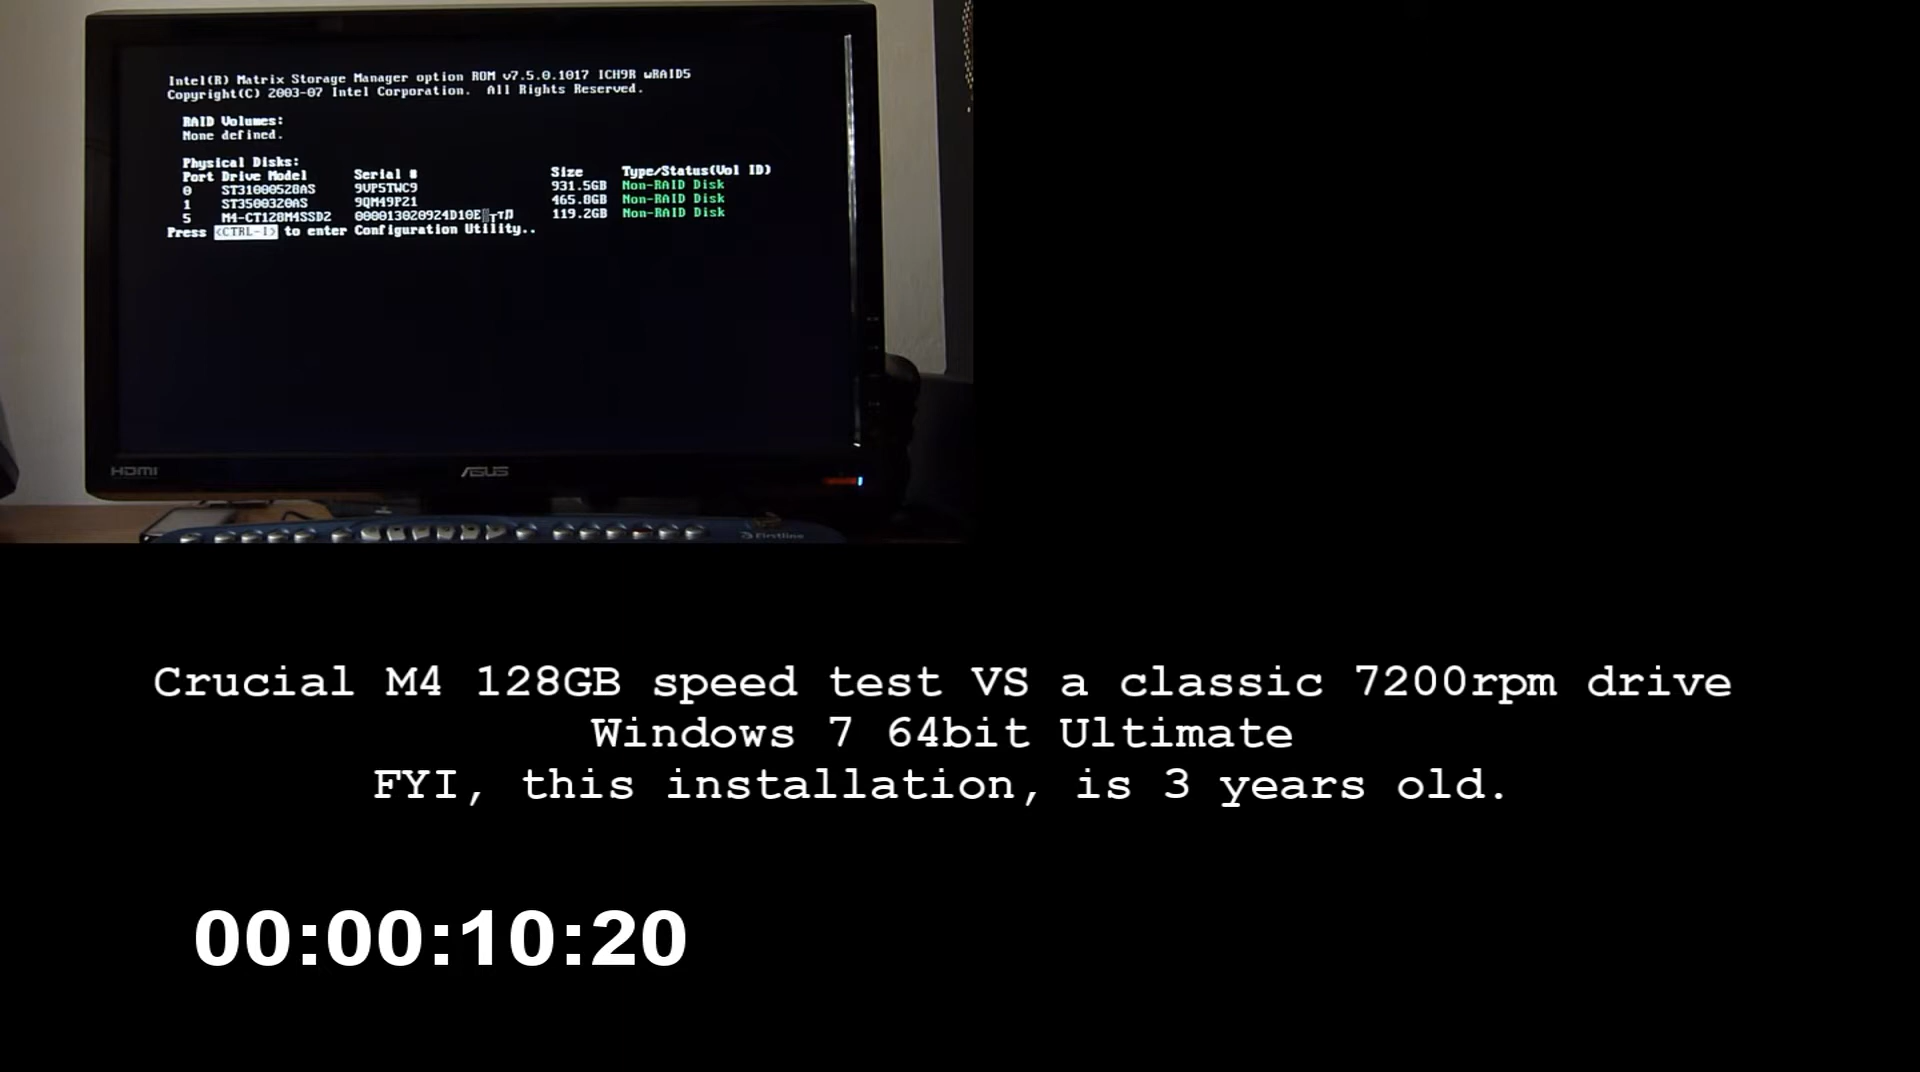 Intel(R) Matrix Storage Manager option ROM v7.5.0.1017 ICH9R wRAID5
Copyright(C) 2003-07 Intel Corporation. All Rights Reserved.
RAID Volumes:
None defined.
Physical Disks:
Port Drive Model Serial # Size Type/Status(Vol ID)
0 ST31000528AS 9VP5TWC9 931.5GB Non-RAID Disk
1 ST3500320AS 9QM49P21 465.8GB Non-RAID Disk
5 M4-CT128M4SSD2 000013020924D10E 119.2GB Non-RAID Disk
Press <CTRL-I> to enter Configuration Utility..
HDMI
ASUS
Firstline
Crucial M4 128GB speed test VS a classic 7200rpm drive
Windows 7 64bit Ultimate
FYI, this installation, is 3 years old.
00:00:10:20